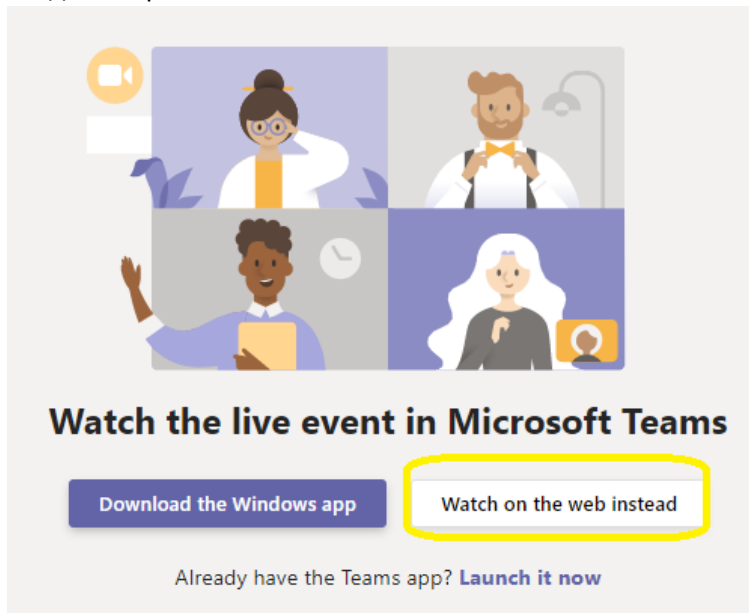 Watch the live event in Microsoft Teams
Download the Windows app
Watch on the web instead
Already have the Teams app? Launch it now